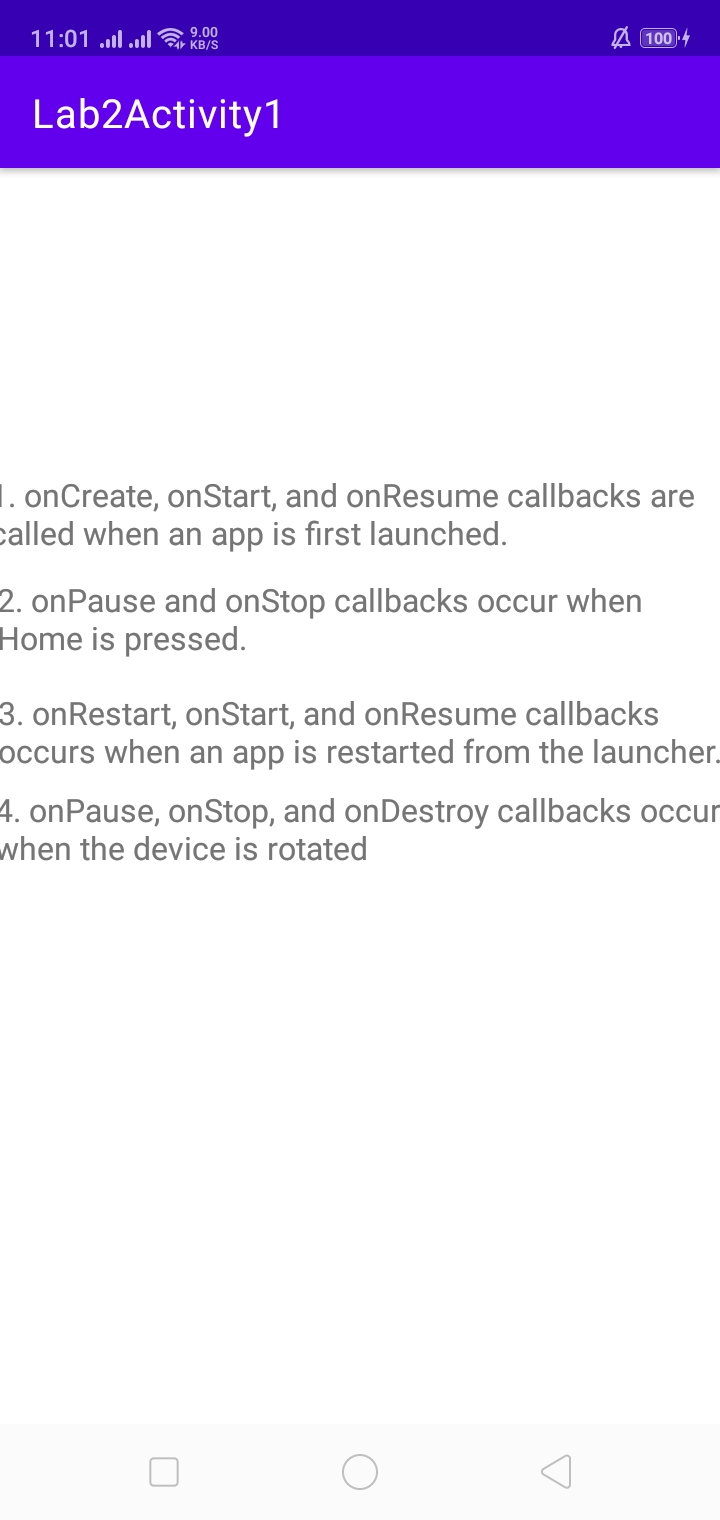 11:01 9.00
KB/S 100
Lab2Activity1
1. onCreate, onStart, and onResume callbacks are
called when an app is first launched.
2. onPause and onStop callbacks occur when
Home is pressed.
3. onRestart, onStart, and onResume callbacks
occurs when an app is restarted from the launcher.
4. onPause, onStop, and onDestroy callbacks occur
when the device is rotated